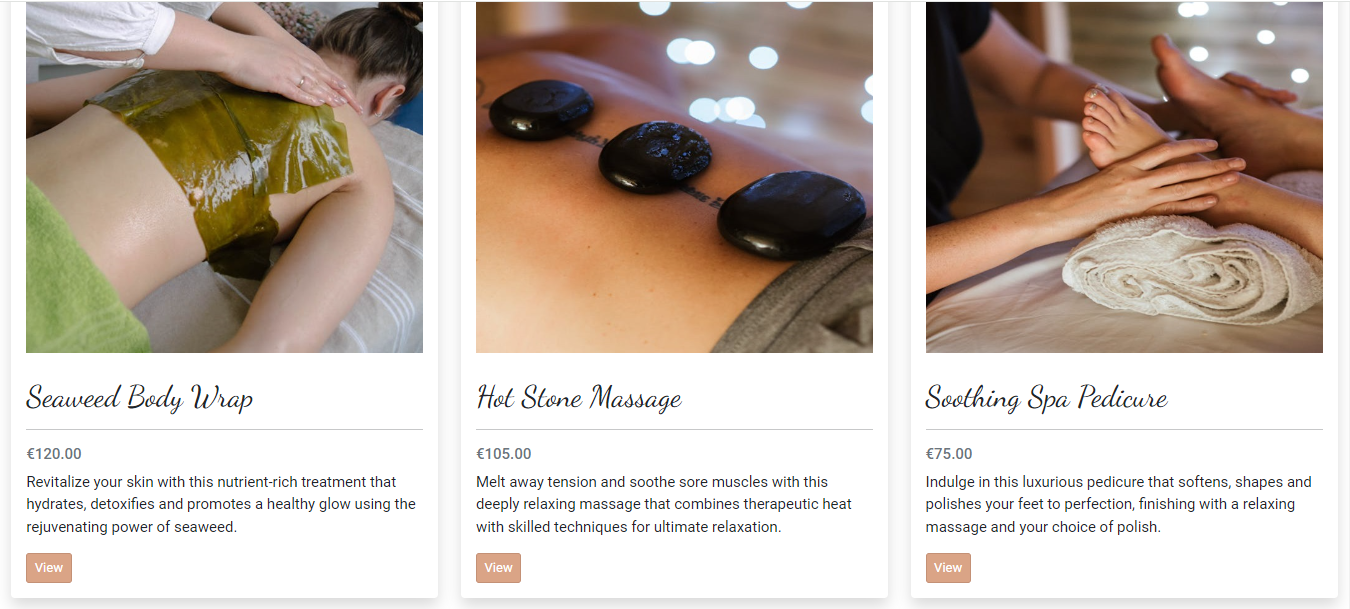 Seaweed Body Wrap
€120.00
Revitalize your skin with this nutrient-rich treatment that
hydrates, detoxifies and promotes a healthy glow using the
rejuvenating power of seaweed.
View
Hot Stone Massage
€105.00
Melt away tension and soothe sore muscles with this
deeply relaxing massage that combines therapeutic heat
with skilled techniques for ultimate relaxation.
View
Soothing Spa Pedicure
€75.00
Indulge in this luxurious pedicure that softens, shapes and
polishes your feet to perfection, finishing with a relaxing
massage and your choice of polish.
View